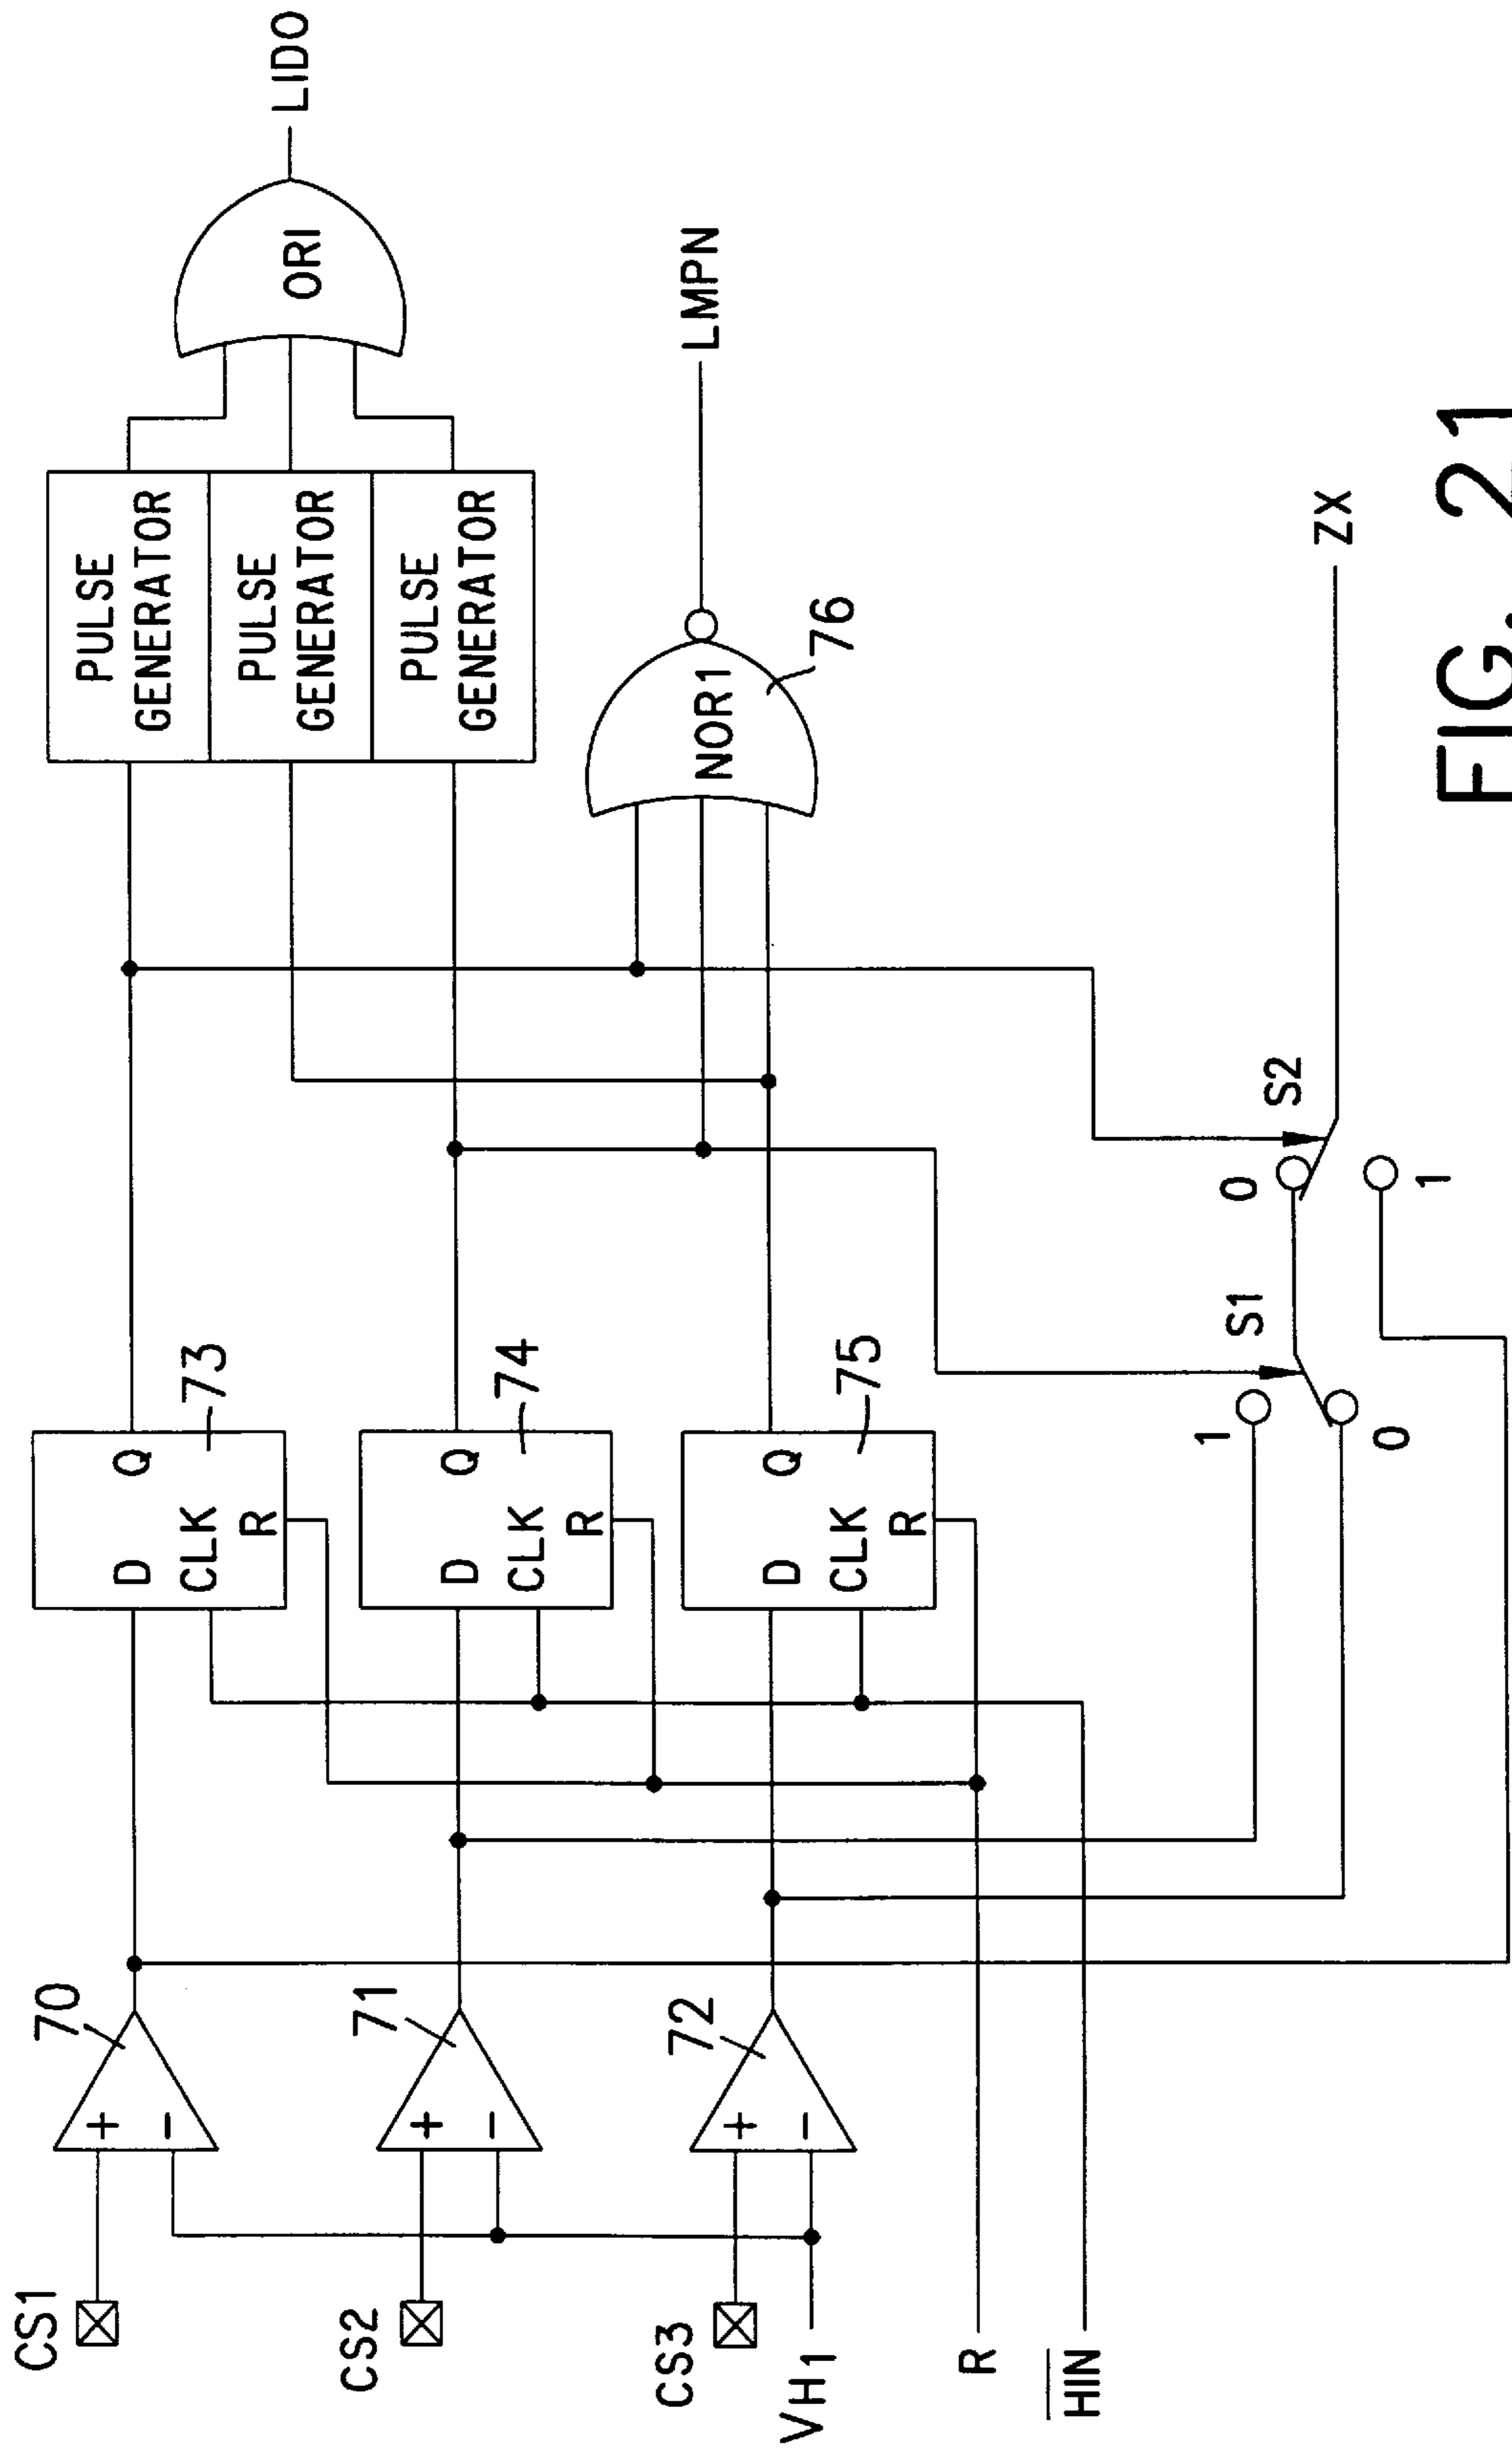 CS1
CS2
CS3
VH1
R
HIN
+
−
70
+
−
71
+
−
72
D
Q
CLK
R
73
D
Q
CLK
R
74
D
Q
CLK
R
75
PULSE
GENERATOR
PULSE
GENERATOR
PULSE
GENERATOR
ORI
LIDO
NOR1
76
LMPN
1
S1
0
0
S2
1
ZX
FIG. 21